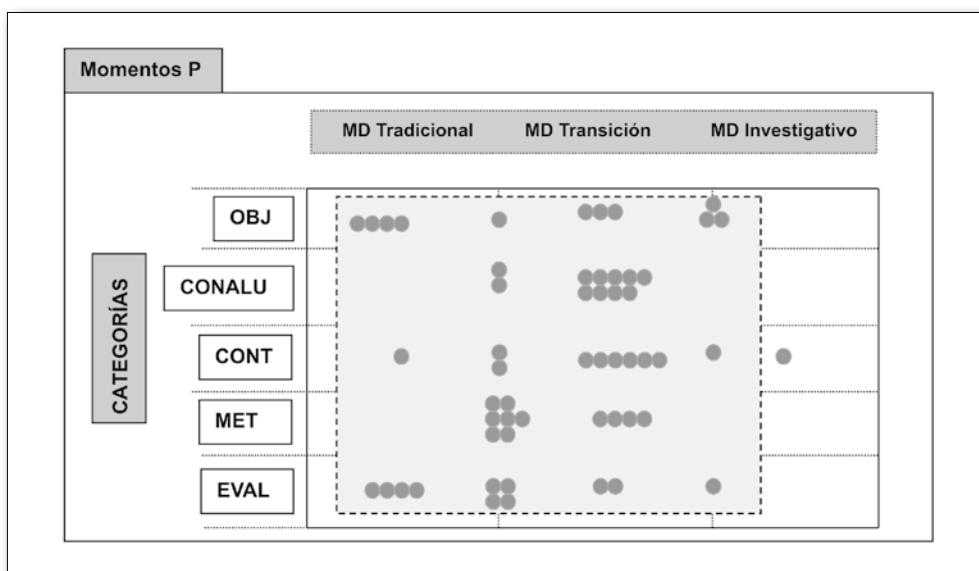 Momentos P
MD Tradicional MD Transición MD Investigativo
CATEGORÍAS
OBJ
CONALU
CONT
MET
EVAL